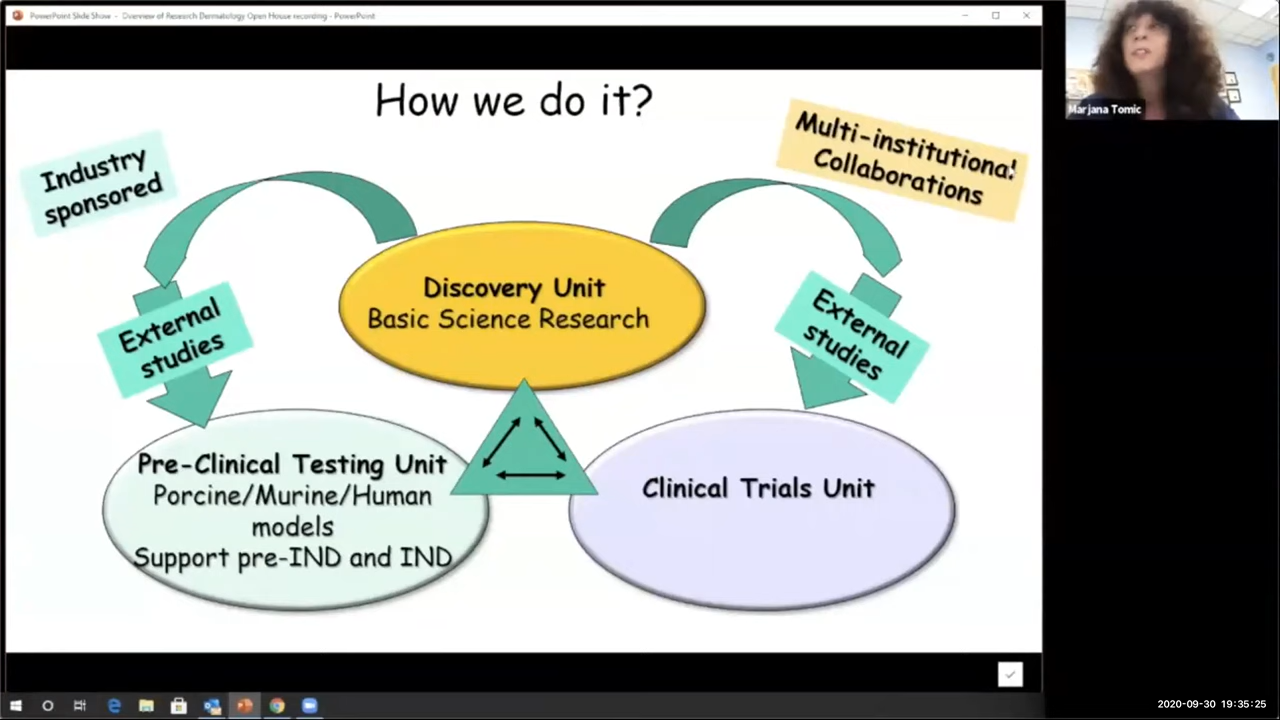 PowerPoint Slide Show - Overview of Research Dermatology Open House recording - PowerPoint
How we do it?
Industry
sponsored
Multi-institutional
Collaborations
Discovery Unit
Basic Science Research
External
studies
External
studies
Pre-Clinical Testing Unit
Porcine/Murine/Human
models
Support pre-IND and IND
Clinical Trials Unit
Marjana Tomic
2020-09-30 19:35:25